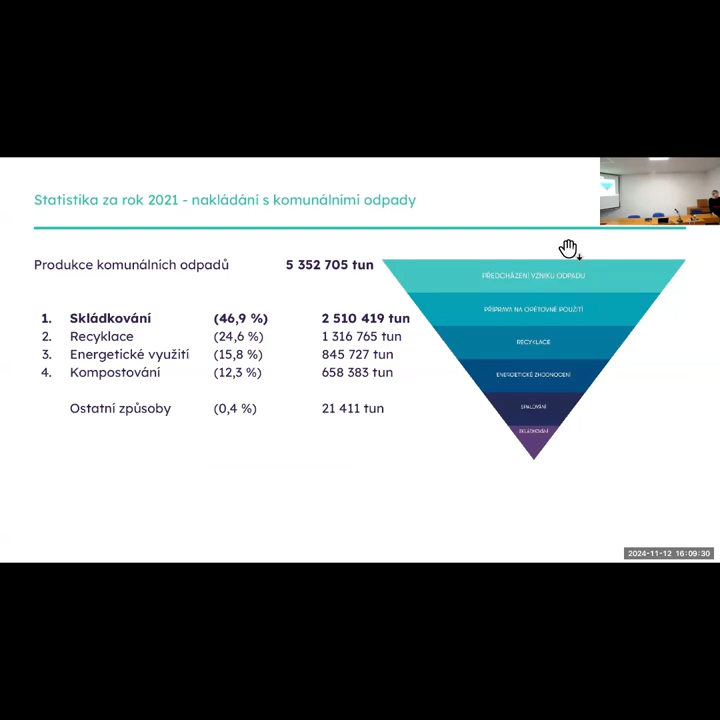 Statistika za rok 2021 - nakládání s komunálními odpady
Produkce komunálních odpadů 5 352 705 tun
1. Skládkování (46,9 %) 2 510 419 tun
2. Recyklace (24,6 %) 1 316 765 tun
3. Energetické využití (15,8 %) 845 727 tun
4. Kompostování (12,3 %) 658 383 tun
Ostatní způsoby (0,4 %) 21 411 tun
PŘEDCHÁZENÍ VZNIKU ODPADU
PŘÍPRAVA NA OPĚTOVNÉ POUŽITÍ
RECYKLACE
ENERGETICKÉ ZHODNOCENÍ
SPALOVÁNÍ
SKLÁDKOVÁNÍ
2024-11-12 16:09:30